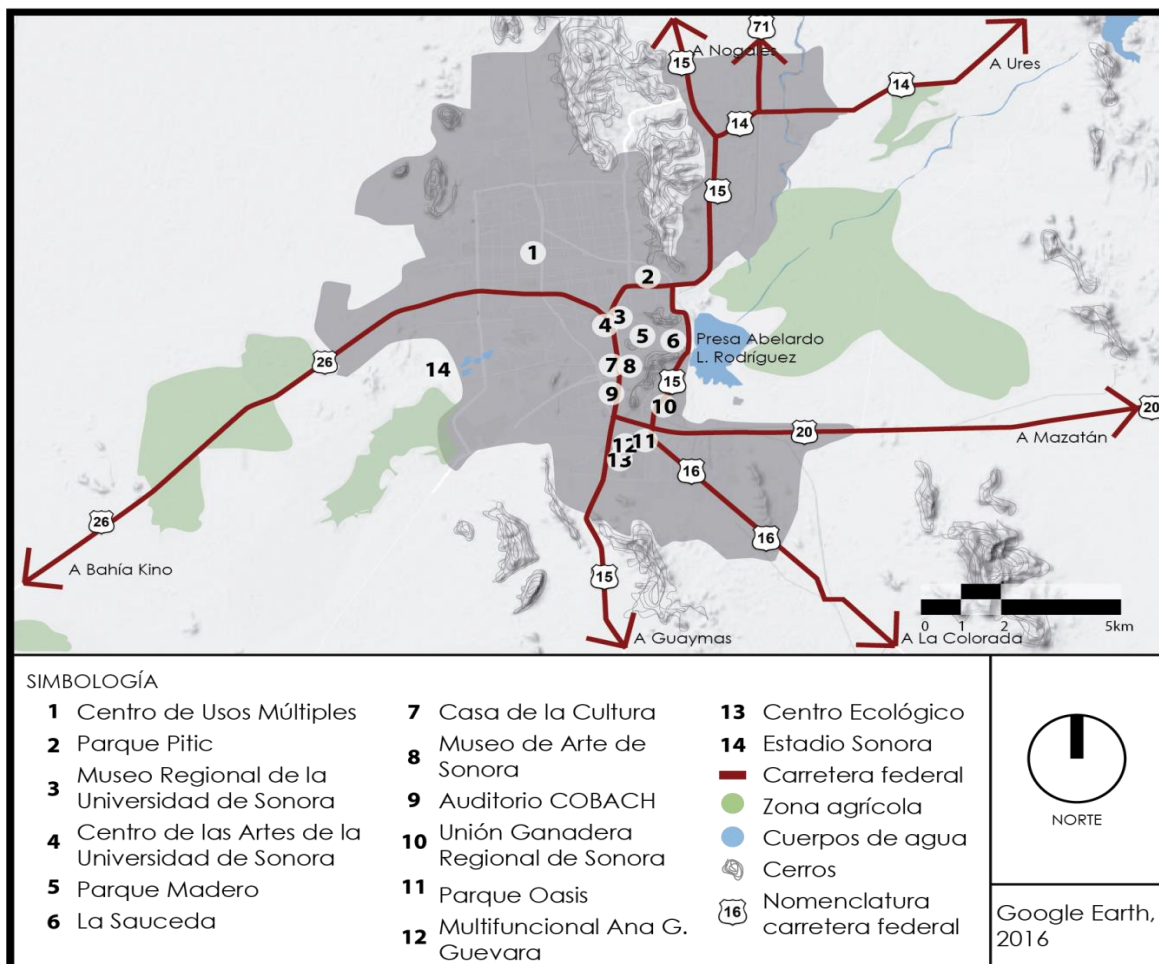 71
A Nogales
15
A Ures
14
14
15
1
2
3
4
5
6
Presa Abelardo
L. Rodríguez
26
14
7
8
15
9
10
20
20
A Mazatán
12
11
13
16
26
16
A Bahía Kino
15
0 1 2 5km
A Guaymas
A La Colorada
SIMBOLOGÍA
1 Centro de Usos Múltiples
2 Parque Pitic
3 Museo Regional de la
Universidad de Sonora
4 Centro de las Artes de la
Universidad de Sonora
5 Parque Madero
6 La Sauceda
7 Casa de la Cultura
8 Museo de Arte de
Sonora
9 Auditorio COBACH
10 Unión Ganadera
Regional de Sonora
11 Parque Oasis
12 Multifuncional Ana G.
Guevara
13 Centro Ecológico
14 Estadio Sonora
Carretera federal
Zona agrícola
Cuerpos de agua
Cerros
16 Nomenclatura
carretera federal
NORTE
Google Earth,
2016